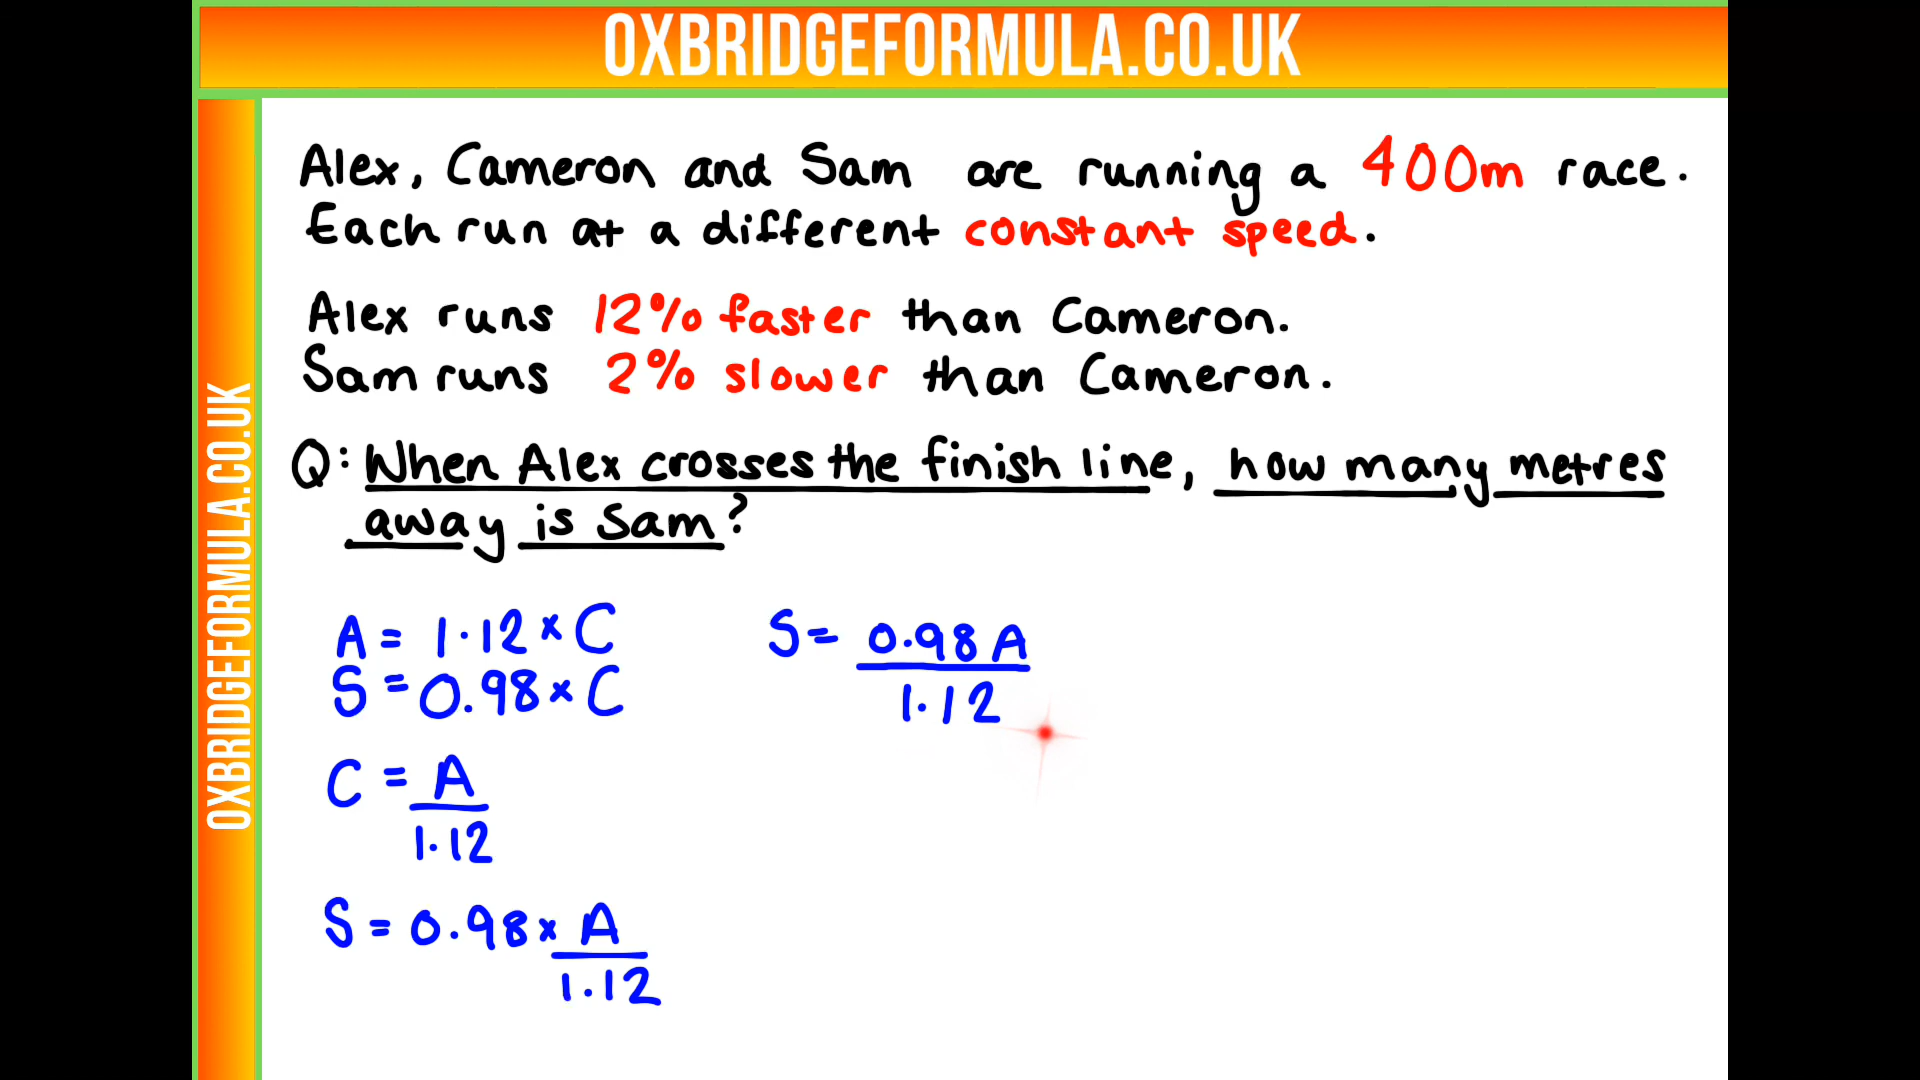 OXBRIDGEFORMULA.CO.UK
OXBRIDGEFORMULA.CO.UK
Alex, Cameron and Sam are running a 400m race.
Each run at a different constant speed.
Alex runs 12% faster than Cameron.
Sam runs 2% slower than Cameron.
Q: When Alex crosses the finish line, how many metres
away is Sam?
A = 1.12 × C
S = 0.98 × C
C = A
1.12
S = 0.98 × A
1.12
S = 0.98 A
1.12